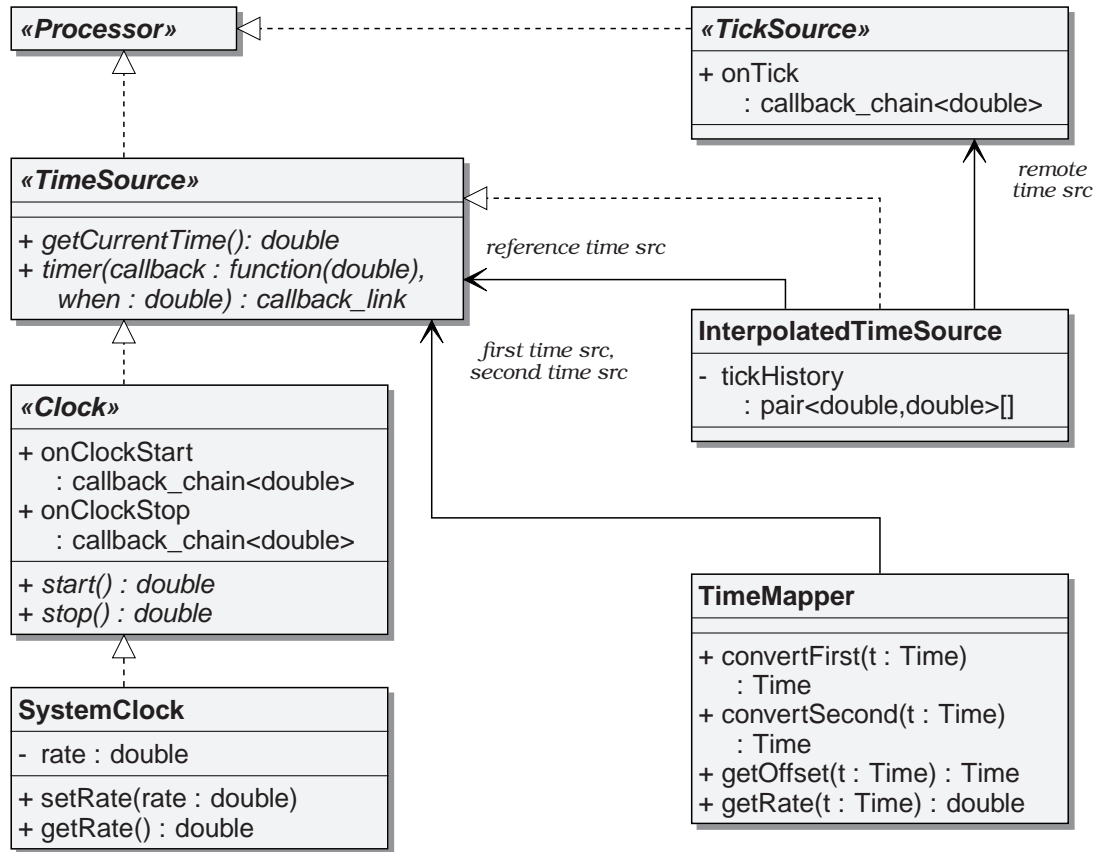 «Processor»
«TickSource»
+ onTick
: callback_chain<double>
remote
time src
«TimeSource»
+ getCurrentTime(): double
+ timer(callback : function(double),
when : double) : callback_link
reference time src
first time src,
second time src
InterpolatedTimeSource
- tickHistory
: pair<double,double>[]
«Clock»
+ onClockStart
: callback_chain<double>
+ onClockStop
: callback_chain<double>
+ start() : double
+ stop() : double
SystemClock
- rate : double
+ setRate(rate : double)
+ getRate() : double
TimeMapper
+ convertFirst(t : Time)
: Time
+ convertSecond(t : Time)
: Time
+ getOffset(t : Time) : Time
+ getRate(t : Time) : double